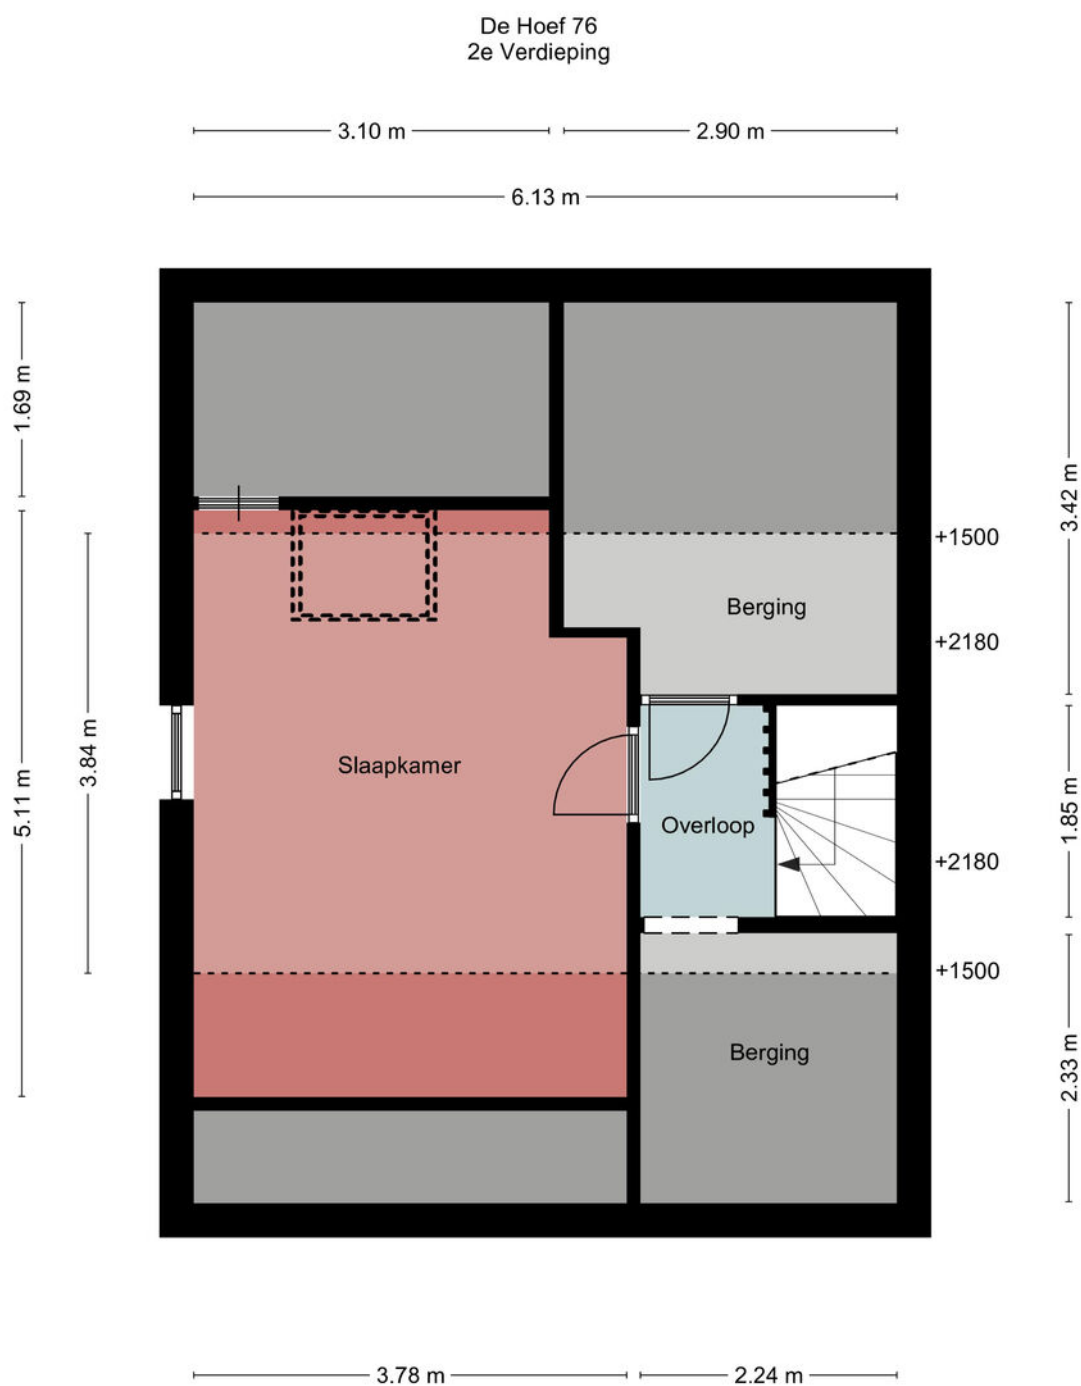 De Hoef 76
2e Verdieping
3.10 m
2.90 m
6.13 m
1.69 m
3.42 m
+1500
Berging
+2180
3.84 m
Slaapkamer
5.11 m
Overloop
1.85 m
+2180
+1500
Berging
2.33 m
3.78 m
2.24 m